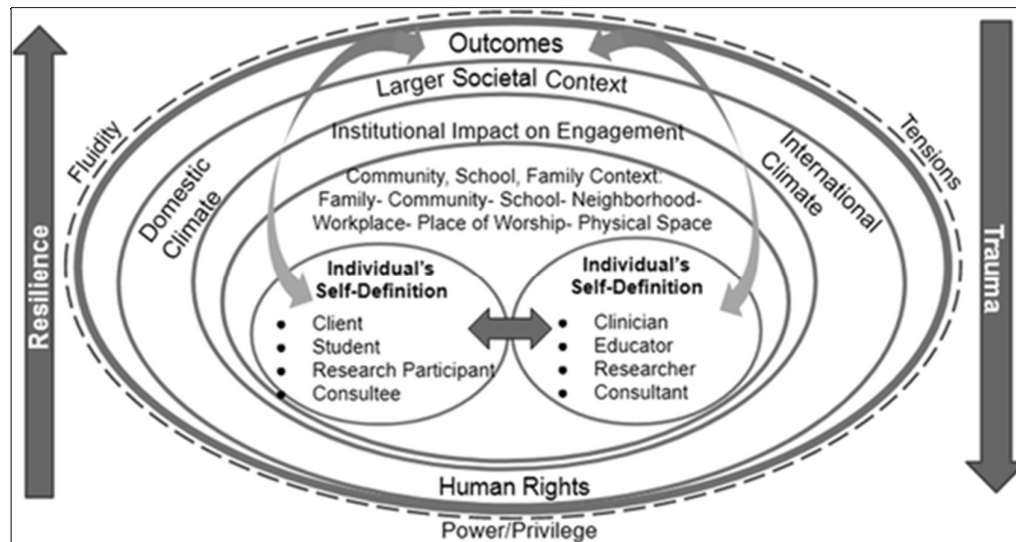 Outcomes
Larger Societal Context
Institutional Impact on Engagement
Community, School, Family Context:
Family- Community- School- Neighborhood-
Workplace- Place of Worship- Physical Space
Fluidity
Tensions
Domestic
Climate
International
Climate
Resilience
Trauma
Individual's
Self-Definition
● Client
● Student
● Research Participant
● Consultee
Individual's
Self-Definition
● Clinician
● Educator
● Researcher
● Consultant
Human Rights
Power/Privilege